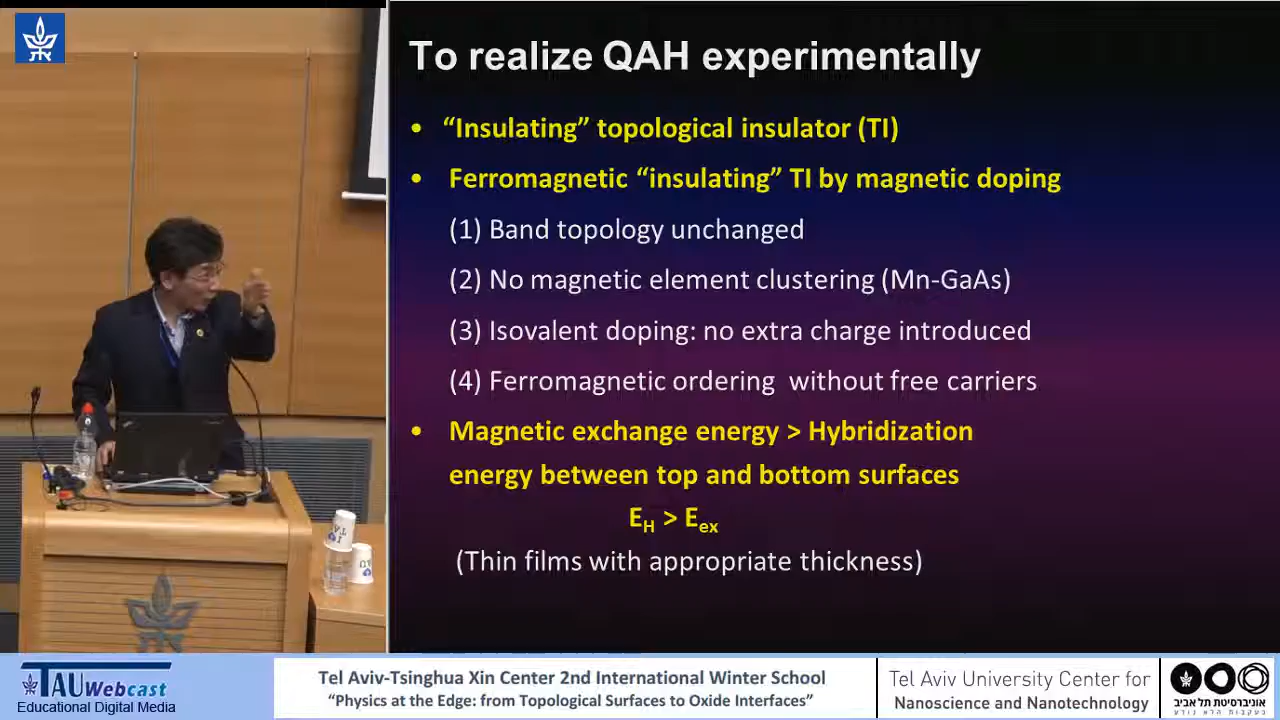 To realize QAH experimentally
• “Insulating” topological insulator (TI)
• Ferromagnetic “insulating” TI by magnetic doping
(1) Band topology unchanged
(2) No magnetic element clustering (Mn-GaAs)
(3) Isovalent doping: no extra charge introduced
(4) Ferromagnetic ordering without free carriers
• Magnetic exchange energy > Hybridization
energy between top and bottom surfaces
EH > Eex
(Thin films with appropriate thickness)
TAU Webcast
Educational Digital Media
Tel Aviv-Tsinghua Xin Center 2nd International Winter School
“Physics at the Edge: from Topological Surfaces to Oxide Interfaces”
Tel Aviv University Center for
Nanoscience and Nanotechnology
אוניברסיטת תל אביב